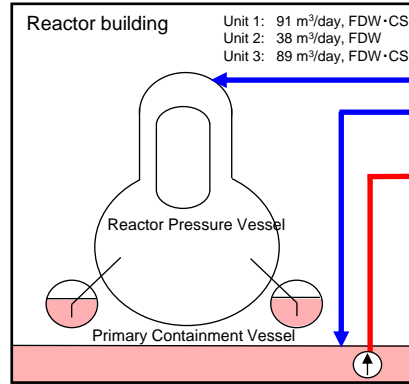 Reactor building
Unit 1: 91 m³/day, FDW・CS
Unit 2: 38 m³/day, FDW
Unit 3: 89 m³/day, FDW・CS
Reactor Pressure Vessel
Primary Containment Vessel